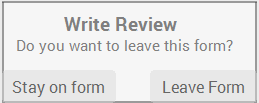 Write Review
Do you want to leave this form?
Stay on form Leave Form